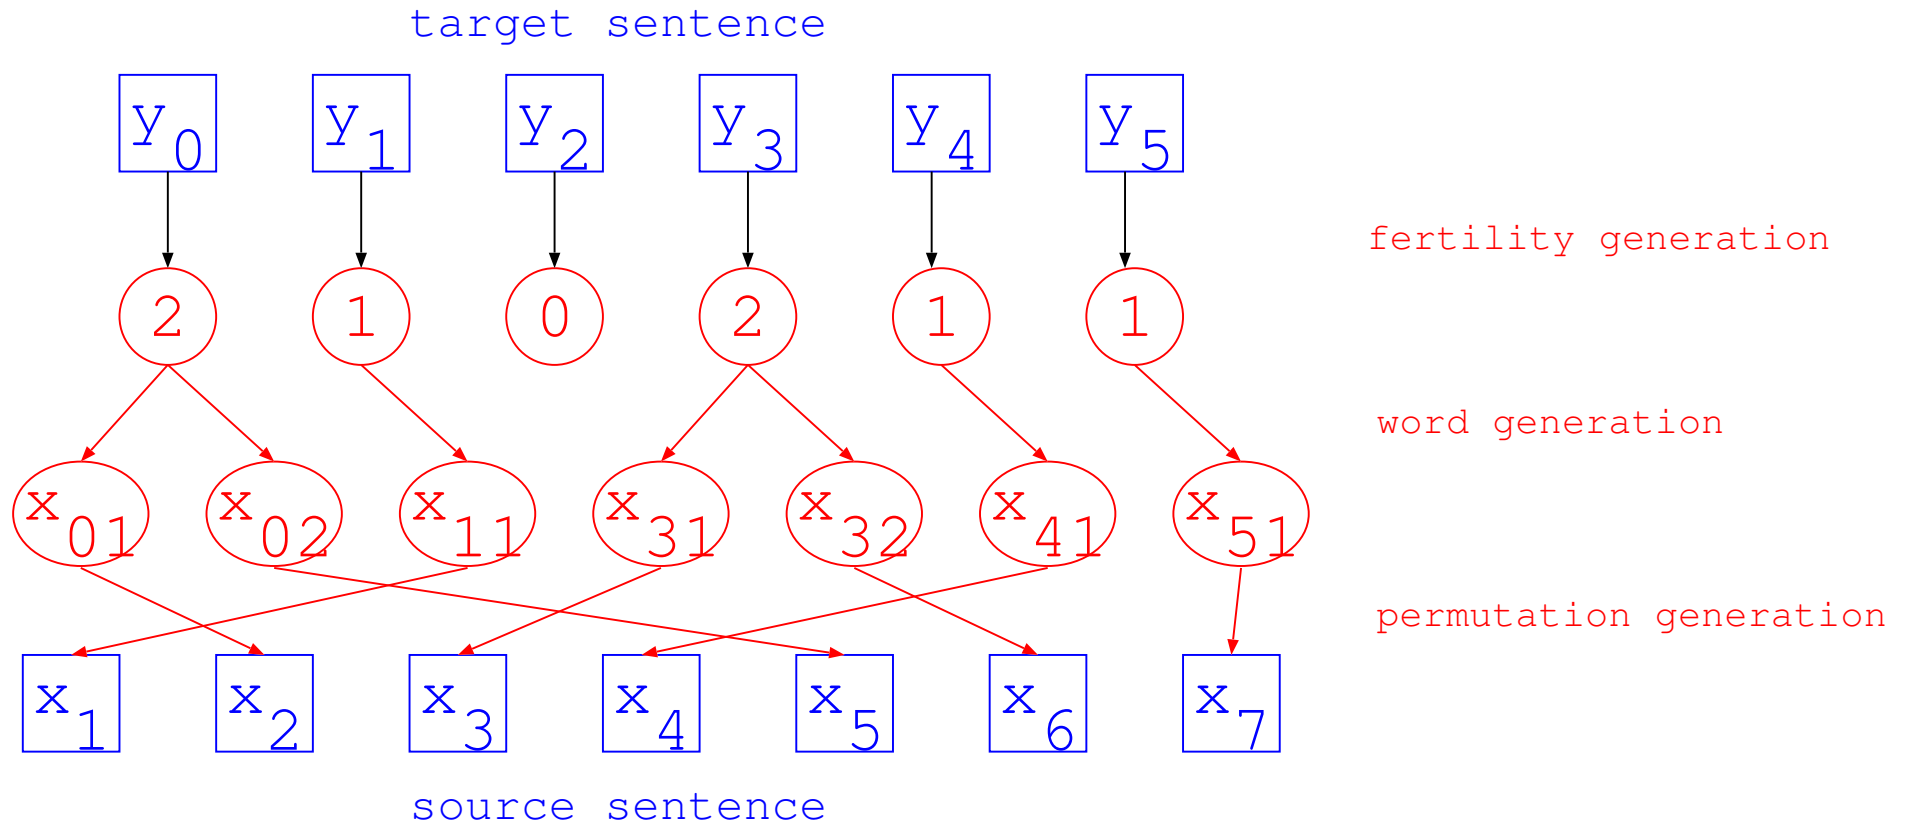 target sentence
y0 y1 y2 y3 y4 y5
fertility generation
2 1 0 2 1 1
word generation
x01 x02 x11 x31 x32 x41 x51
permutation generation
x1 x2 x3 x4 x5 x6 x7
source sentence